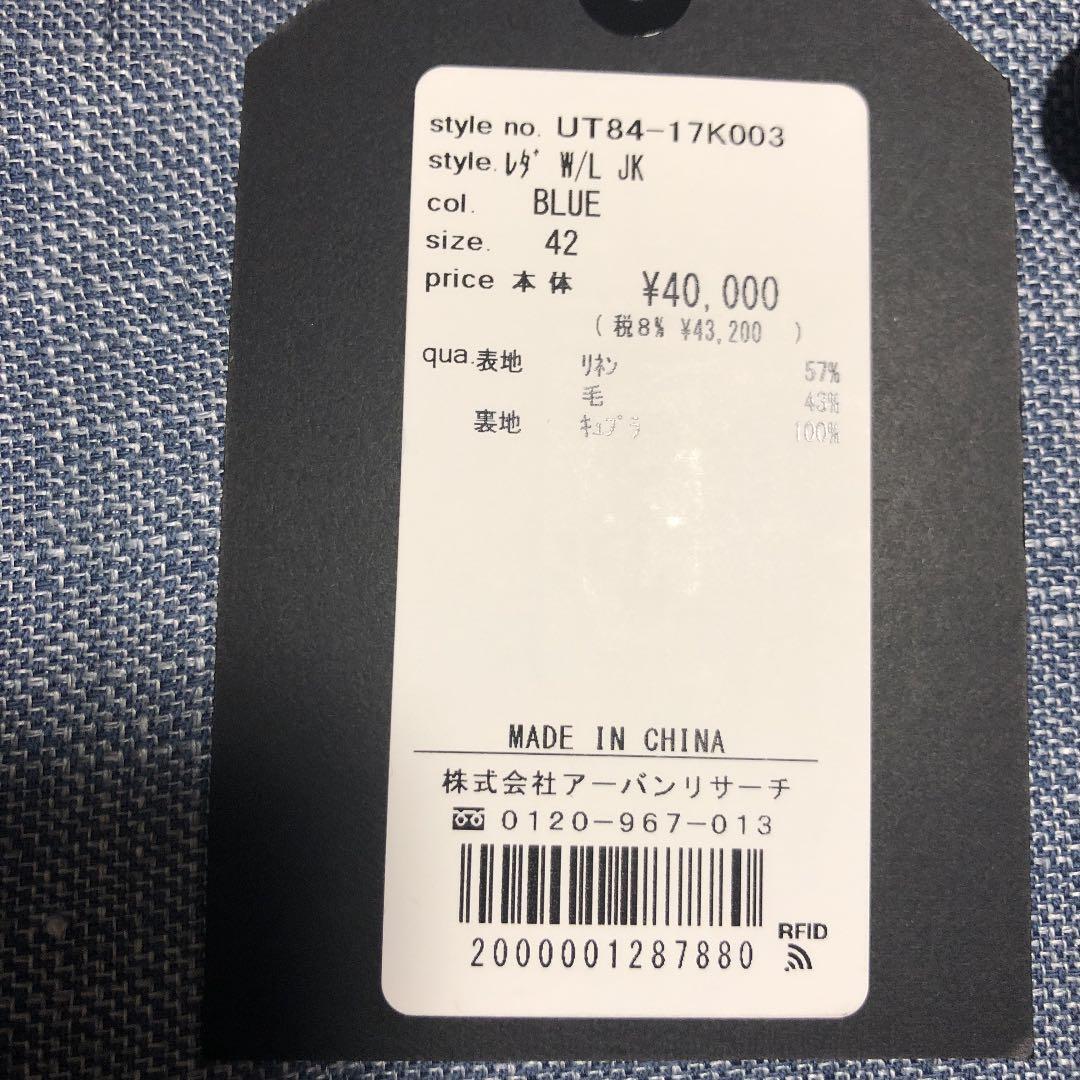 style no. UT84-17K003
style. ﾚﾀﾞ W/L JK
col. BLUE
size. 42
price 本体 ¥40,000
( 税8% ¥43,200 )
qua. 表地 ﾘﾈﾝ 57%
毛 43%
裏地 ｷｭﾌﾟﾗ 100%
MADE IN CHINA
株式会社アーバンリサーチ
0120-967-013
RFID
2000001287880